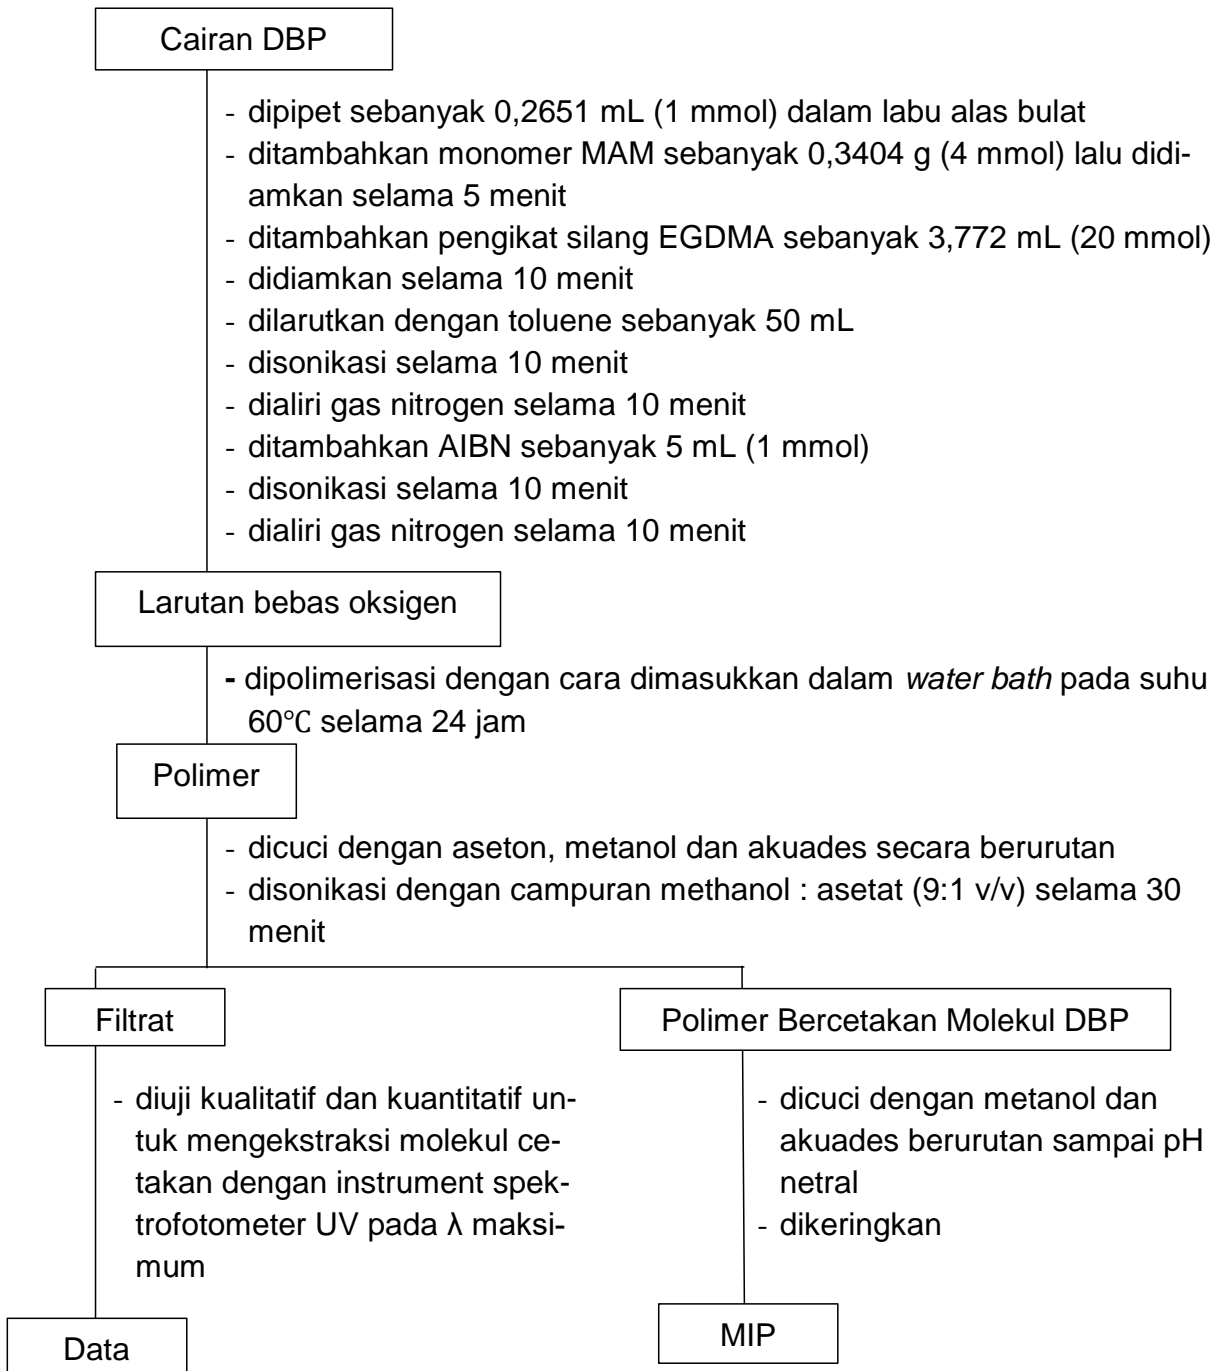 Cairan DBP
- dipipet sebanyak 0,2651 mL (1 mmol) dalam labu alas bulat
- ditambahkan monomer MAM sebanyak 0,3404 g (4 mmol) lalu didi-
amkan selama 5 menit
- ditambahkan pengikat silang EGDMA sebanyak 3,772 mL (20 mmol)
- didiamkan selama 10 menit
- dilarutkan dengan toluene sebanyak 50 mL
- disonikasi selama 10 menit
- dialiri gas nitrogen selama 10 menit
- ditambahkan AIBN sebanyak 5 mL (1 mmol)
- disonikasi selama 10 menit
- dialiri gas nitrogen selama 10 menit
Larutan bebas oksigen
- dipolimerisasi dengan cara dimasukkan dalam water bath pada suhu
60℃ selama 24 jam
Polimer
- dicuci dengan aseton, metanol dan akuades secara berurutan
- disonikasi dengan campuran methanol : asetat (9:1 v/v) selama 30
menit
Filtrat
- diuji kualitatif dan kuantitatif un-
tuk mengekstraksi molekul ce-
takan dengan instrument spek-
trofotometer UV pada λ maksi-
mum
Data
Polimer Bercetakan Molekul DBP
- dicuci dengan metanol dan
akuades berurutan sampai pH
netral
- dikeringkan
MIP